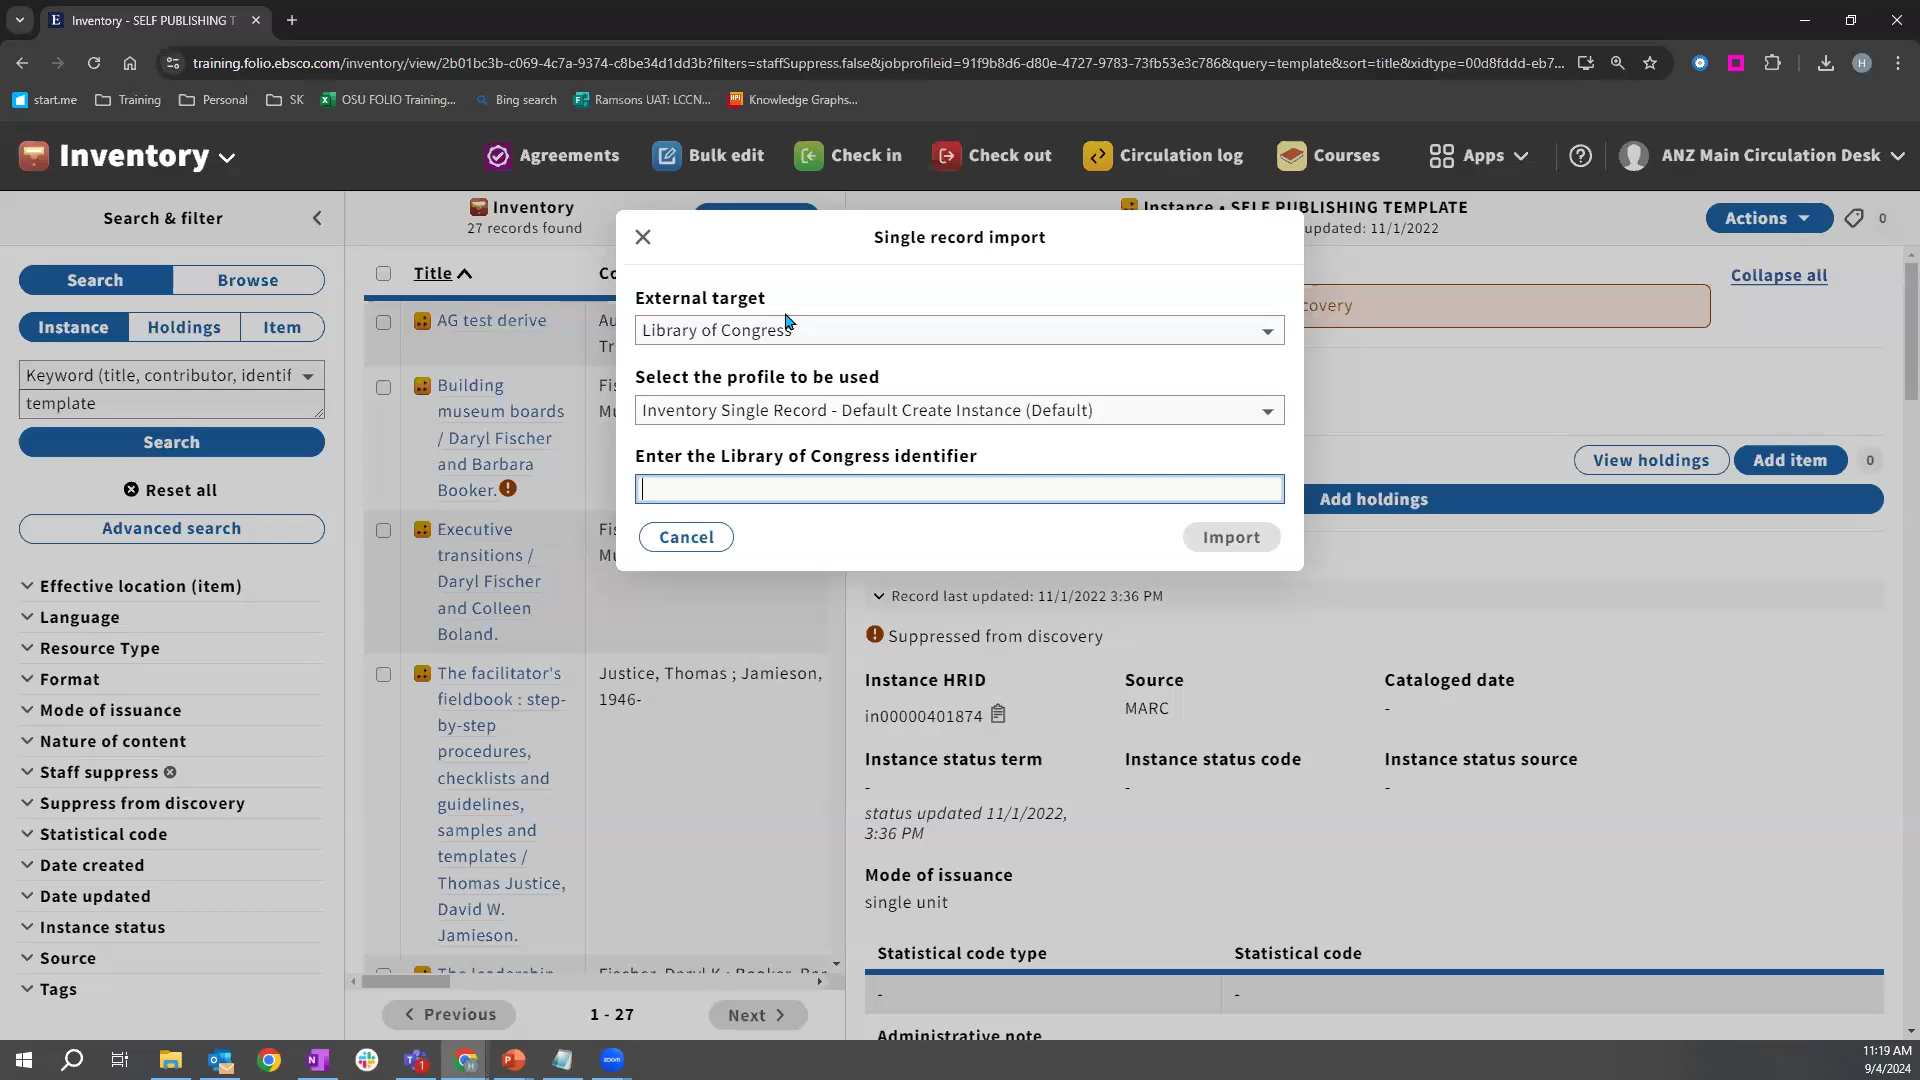 Inventory - SELF PUBLISHING T
training.folio.ebsco.com/inventory/view/2b01bc3b-c069-4c7a-9374-c8be34d1dd3b?filters=staffSuppress.false&jobprofileid=91f9b8d6-d80e-4727-9783-73fb53e3c786&query=template&sort=title&xidtype=00d8fddd-eb7...
start.me
Training
Personal
SK
OSU FOLIO Training...
Bing search
Ramsons UAT: LCCN...
Knowledge Graphs...
Inventory
Agreements
Bulk edit
Check in
Check out
Circulation log
Courses
Apps
ANZ Main Circulation Desk
Search & filter
Search
Browse
Instance
Holdings
Item
Keyword (title, contributor, identif
template
Search
Reset all
Advanced search
Effective location (item)
Language
Resource Type
Format
Mode of issuance
Nature of content
Staff suppress
Suppress from discovery
Statistical code
Date created
Date updated
Instance status
Source
Tags
Inventory
27 records found
Title
Co
AG test derive
Au
Tr
Building
museum boards
/ Daryl Fischer
and Barbara
Booker.
Fis
Mu
Executive
transitions /
Daryl Fischer
and Colleen
Boland.
Fis
Mu
The facilitator's
fieldbook : step-
by-step
procedures,
checklists and
guidelines,
samples and
templates /
Thomas Justice,
David W.
Jamieson.
Justice, Thomas ; Jamieson,
1946-
Previous
1 - 27
Next
Single record import
External target
Library of Congress
Select the profile to be used
Inventory Single Record - Default Create Instance (Default)
Enter the Library of Congress identifier
Cancel
Import
Instance • SELF PUBLISHING TEMPLATE
updated: 11/1/2022
Actions
0
Collapse all
covery
View holdings
Add item
0
Add holdings
Record last updated: 11/1/2022 3:36 PM
Suppressed from discovery
Instance HRID
Source
Cataloged date
in00000401874
MARC
-
Instance status term
Instance status code
Instance status source
-
-
-
status updated 11/1/2022,
3:36 PM
Mode of issuance
single unit
Statistical code type
Statistical code
-
-
Administrative note
11:19 AM
9/4/2024